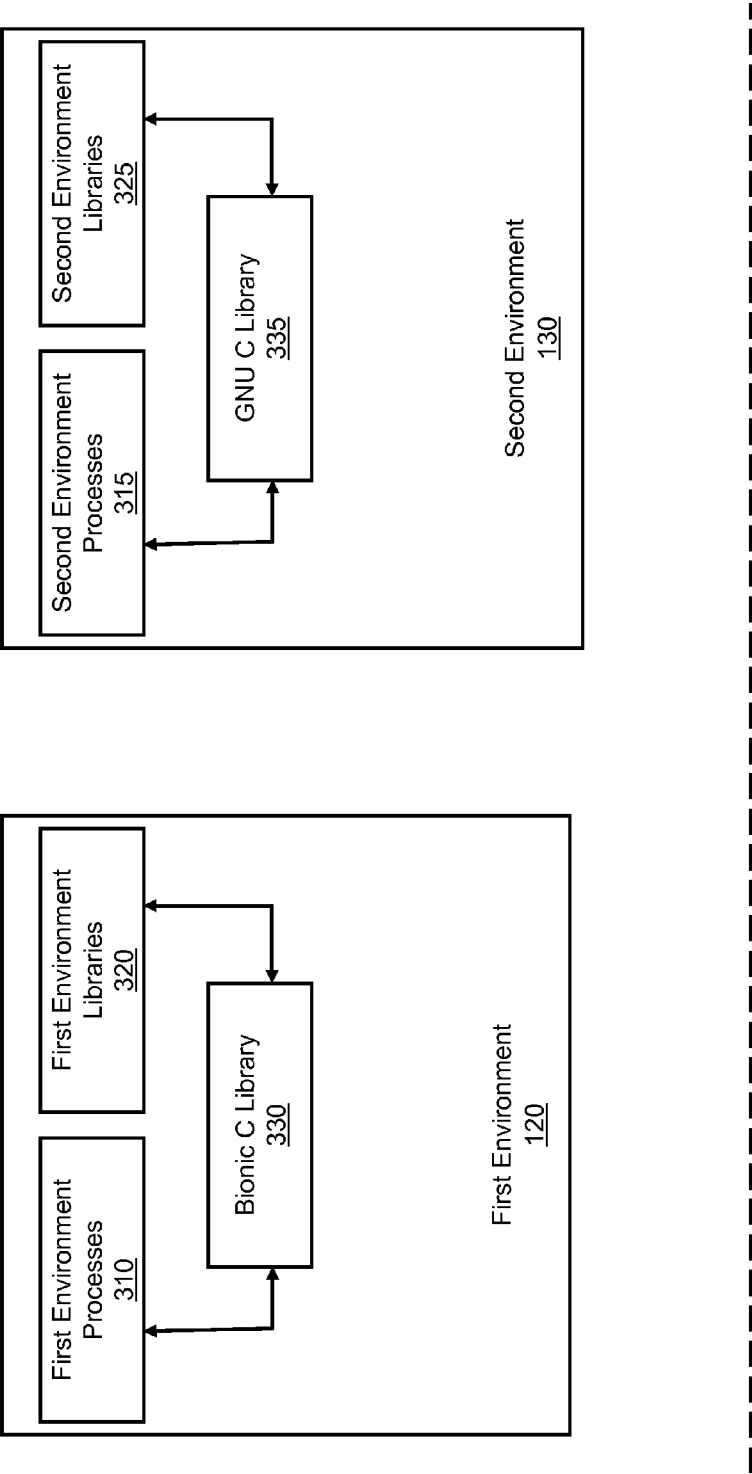 First Environment
Processes
310
First Environment
Libraries
320
Bionic C Library
330
First Environment
120
Second Environment
Processes
315
Second Environment
Libraries
325
GNU C Library
335
Second Environment
130